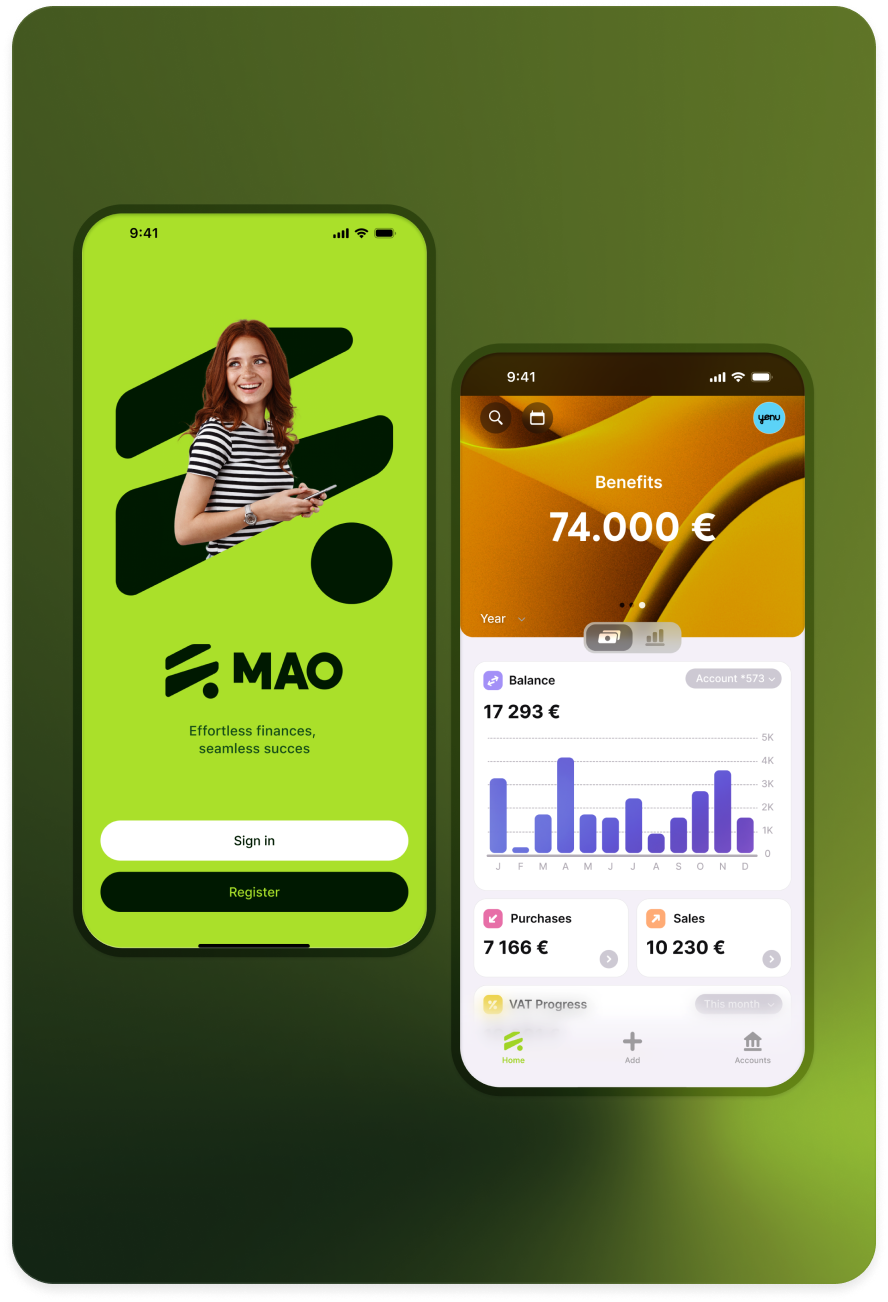 9:41
MAO
Effortless finances,
seamless succes
Sign in
Register
9:41
yenu
Benefits
74.000 €
Year
Balance
Account *573
17 293 €
5K
4K
3K
2K
1K
0
J F M A M J J A S O N D
Purchases
7 166 €
Sales
10 230 €
VAT Progress
This month
Home
Add
Accounts